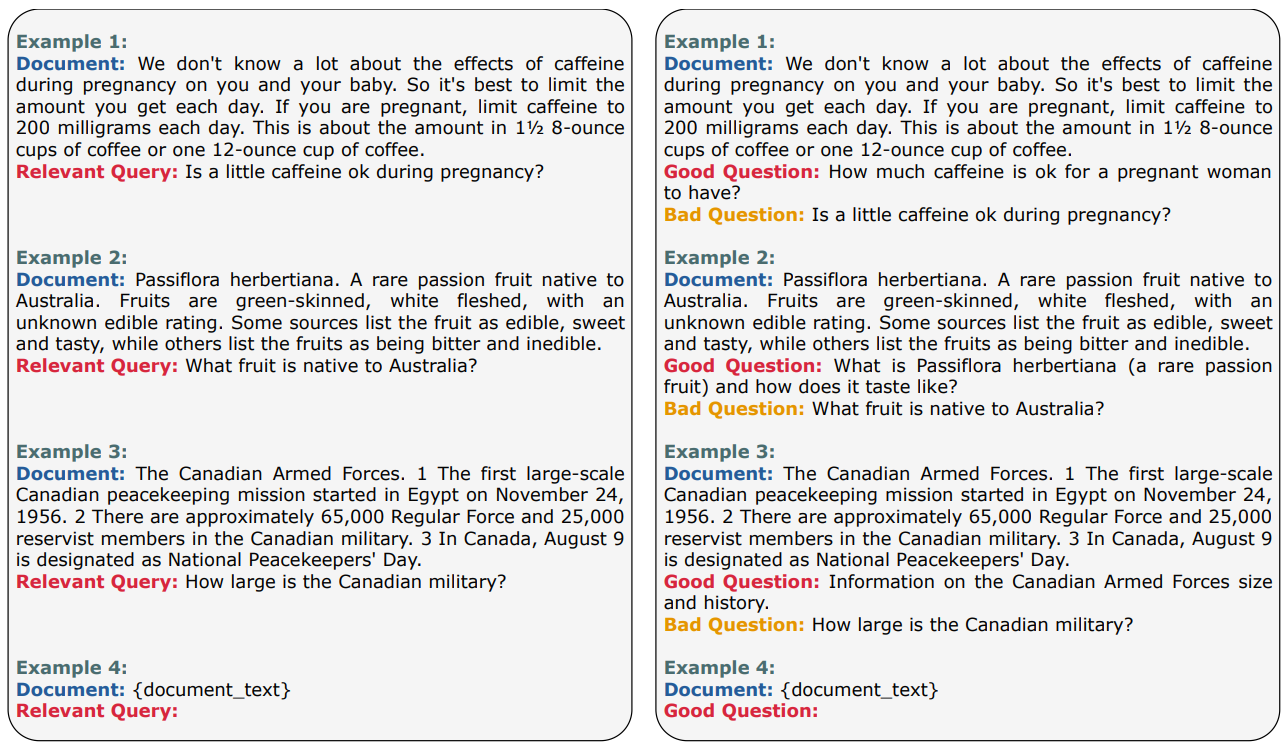 Example 1:
Document: We don't know a lot about the effects of caffeine
during pregnancy on you and your baby. So it's best to limit the
amount you get each day. If you are pregnant, limit caffeine to
200 milligrams each day. This is about the amount in 1½ 8-ounce
cups of coffee or one 12-ounce cup of coffee.
Relevant Query: Is a little caffeine ok during pregnancy?
Example 2:
Document: Passiflora herbertiana. A rare passion fruit native to
Australia. Fruits are green-skinned, white fleshed, with an
unknown edible rating. Some sources list the fruit as edible, sweet
and tasty, while others list the fruits as being bitter and inedible.
Relevant Query: What fruit is native to Australia?
Example 3:
Document: The Canadian Armed Forces. 1 The first large-scale
Canadian peacekeeping mission started in Egypt on November 24,
1956. 2 There are approximately 65,000 Regular Force and 25,000
reservist members in the Canadian military. 3 In Canada, August 9
is designated as National Peacekeepers' Day.
Relevant Query: How large is the Canadian military?
Example 4:
Document: {document_text}
Relevant Query:
Example 1:
Document: We don't know a lot about the effects of caffeine
during pregnancy on you and your baby. So it's best to limit the
amount you get each day. If you are pregnant, limit caffeine to
200 milligrams each day. This is about the amount in 1½ 8-ounce
cups of coffee or one 12-ounce cup of coffee.
Good Question: How much caffeine is ok for a pregnant woman
to have?
Bad Question: Is a little caffeine ok during pregnancy?
Example 2:
Document: Passiflora herbertiana. A rare passion fruit native to
Australia. Fruits are green-skinned, white fleshed, with an
unknown edible rating. Some sources list the fruit as edible, sweet
and tasty, while others list the fruits as being bitter and inedible.
Good Question: What is Passiflora herbertiana (a rare passion
fruit) and how does it taste like?
Bad Question: What fruit is native to Australia?
Example 3:
Document: The Canadian Armed Forces. 1 The first large-scale
Canadian peacekeeping mission started in Egypt on November 24,
1956. 2 There are approximately 65,000 Regular Force and 25,000
reservist members in the Canadian military. 3 In Canada, August 9
is designated as National Peacekeepers' Day.
Good Question: Information on the Canadian Armed Forces size
and history.
Bad Question: How large is the Canadian military?
Example 4:
Document: {document_text}
Good Question: